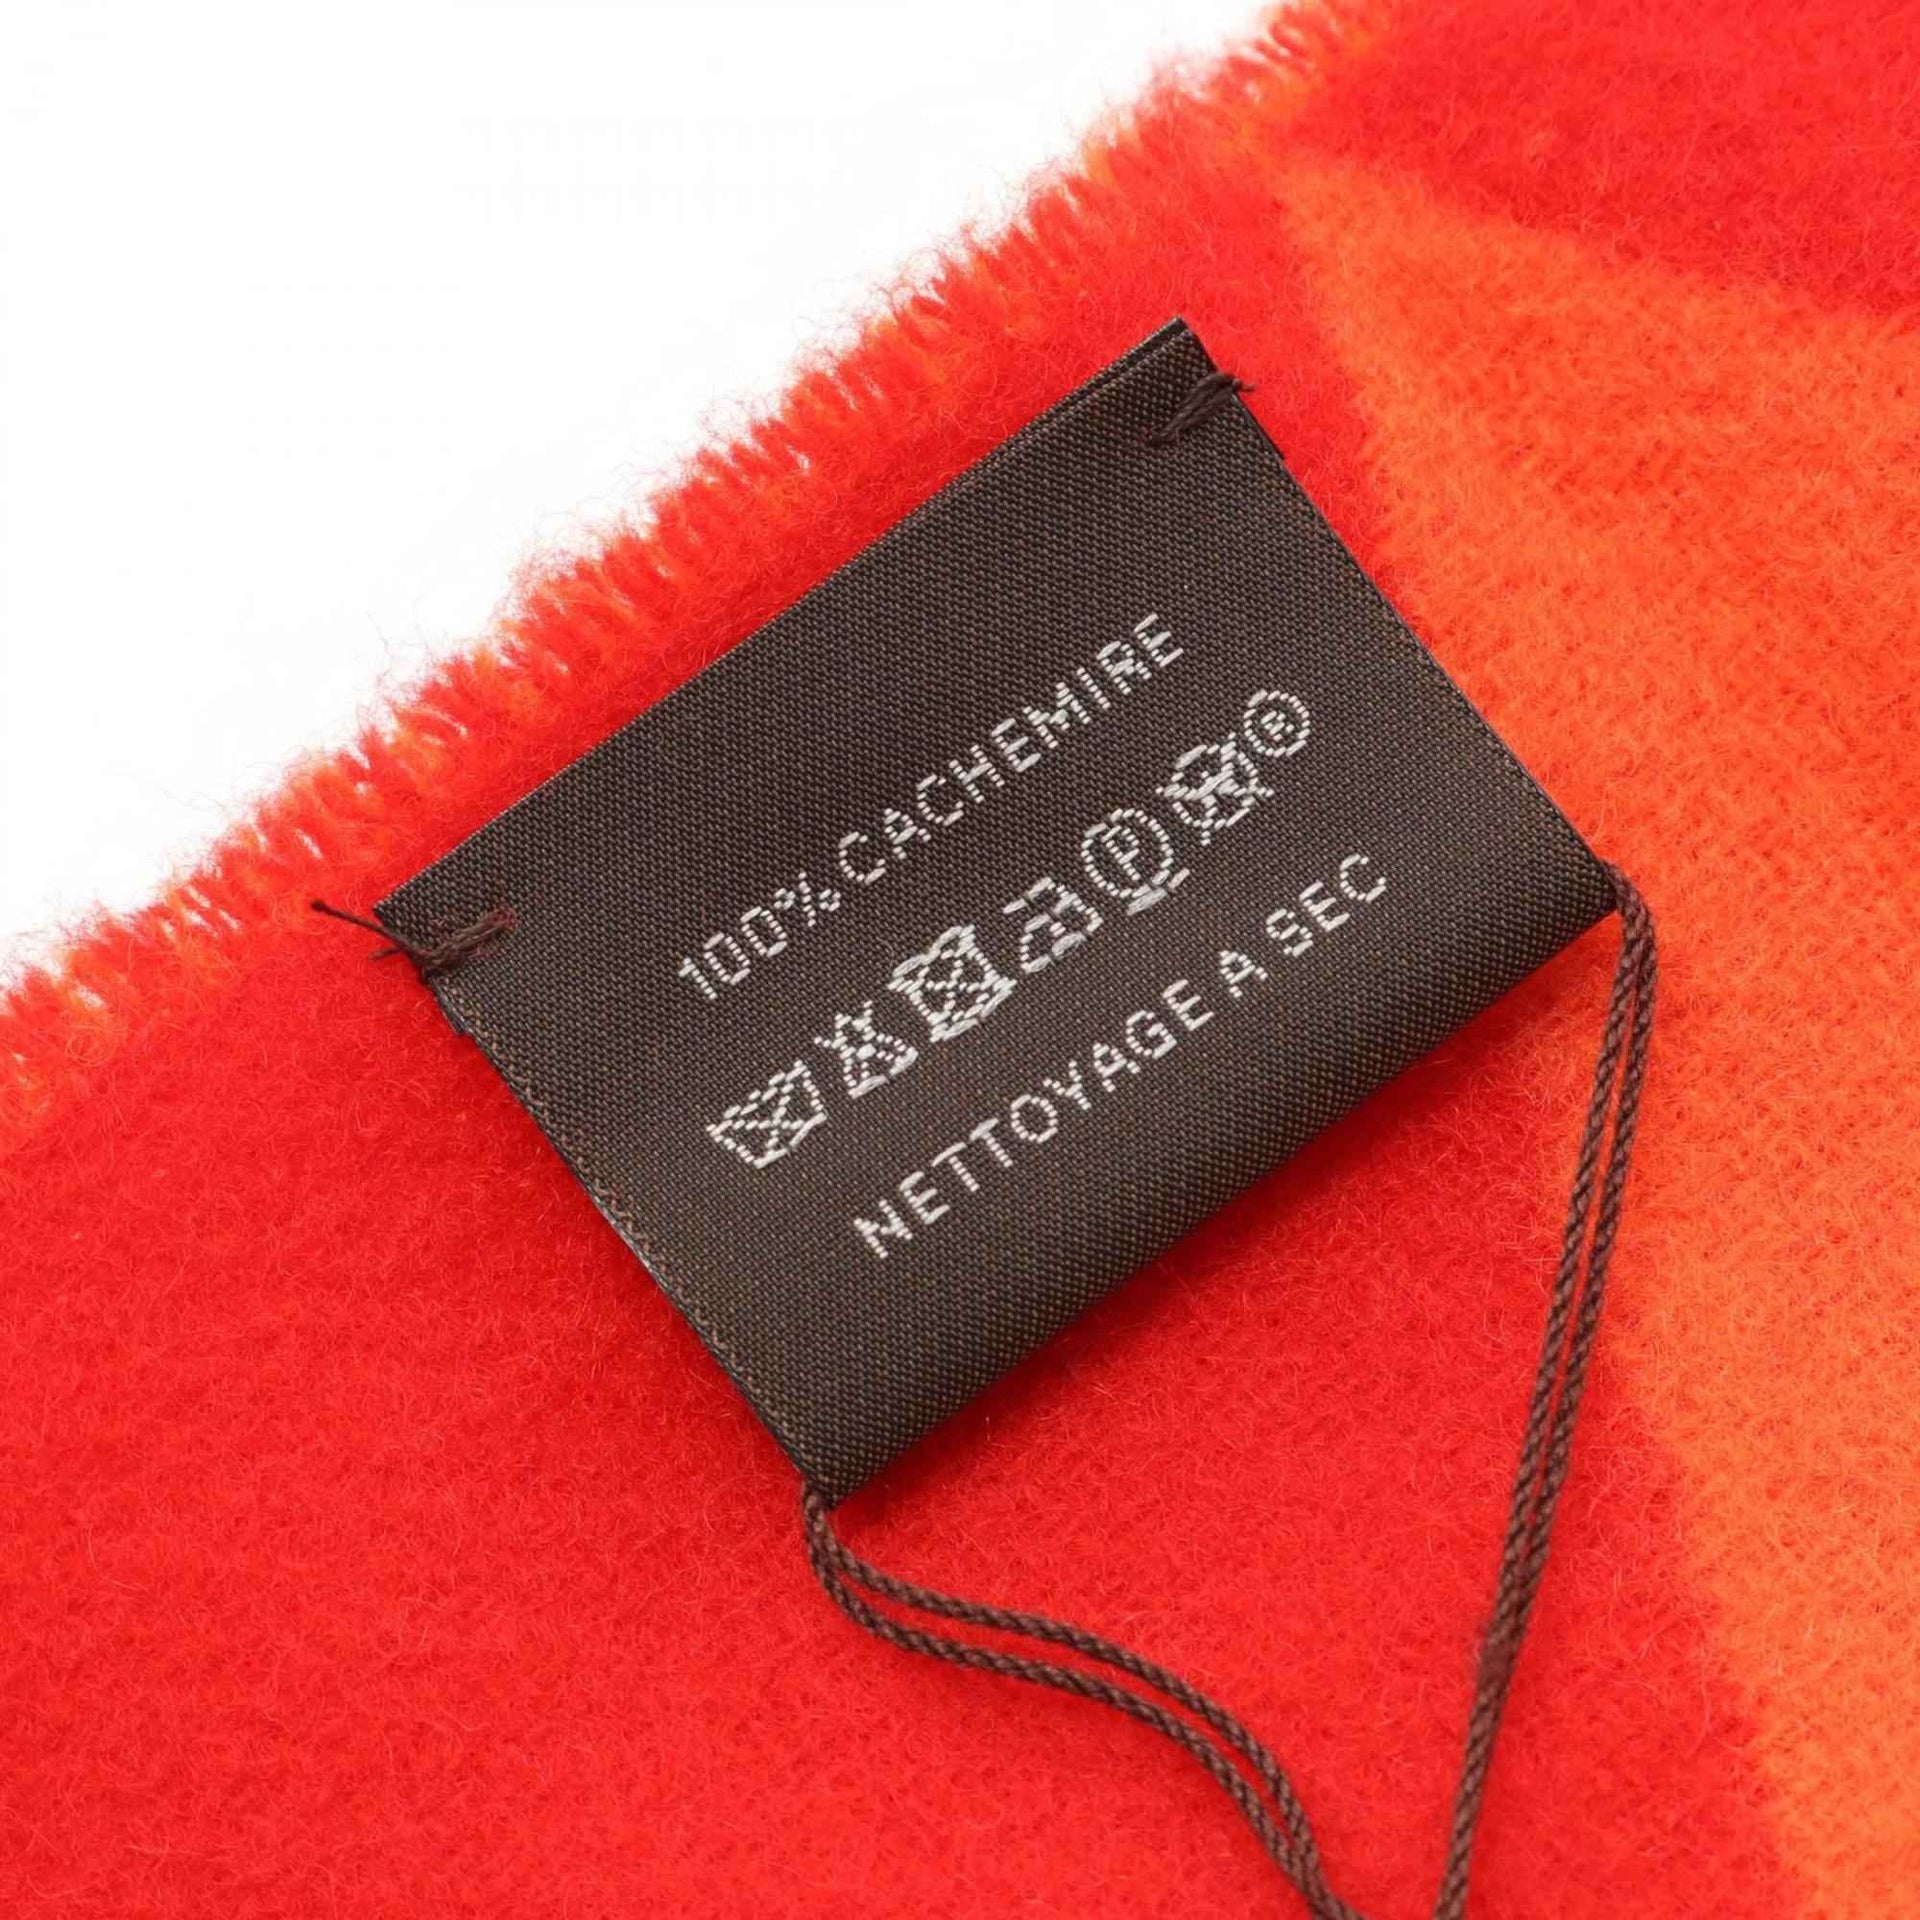 100% CACHEMIRE
P ®
NETTOYAGE A SEC